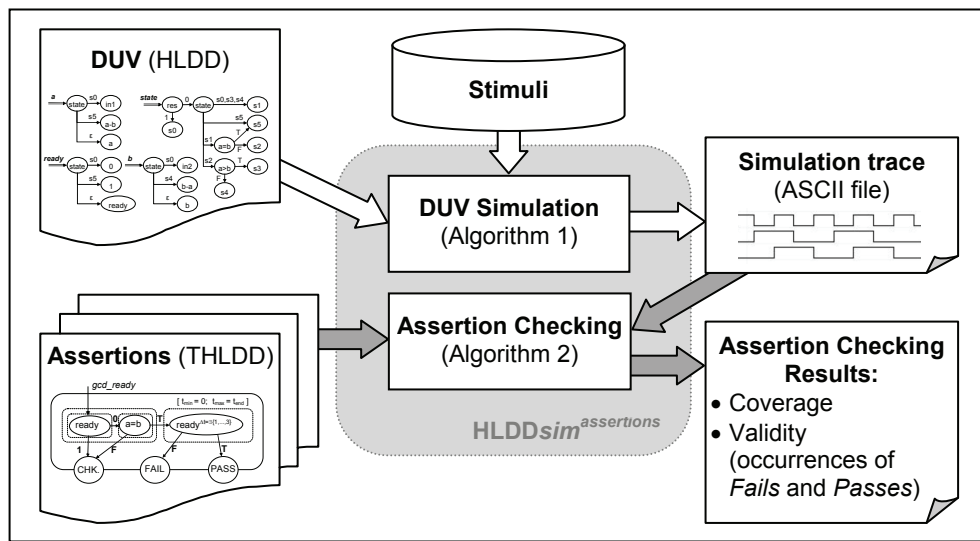 DUV (HLDD)
a
state
s0
in1
s5
a-b
ε
a
state
res
0
state
s0,s3,s4
s1
1
s0
s5
s5
s1
a=b
T
F
s2
s2
a>b
T
s3
F
s4
ready
state
s0
0
s5
1
ε
ready
b
state
s0
in2
s4
b-a
ε
b
Stimuli
DUV Simulation
(Algorithm 1)
Simulation trace
(ASCII file)
Assertions (THLDD)
gcd_ready
[ tmin = 0; tmax = tend ]
ready
0
a=b
T
1
F
F
T
CHK.
FAIL
PASS
Assertion Checking
(Algorithm 2)
HLDDsim assertions
Assertion Checking
Results:
• Coverage
• Validity
(occurrences of
Fails and Passes)